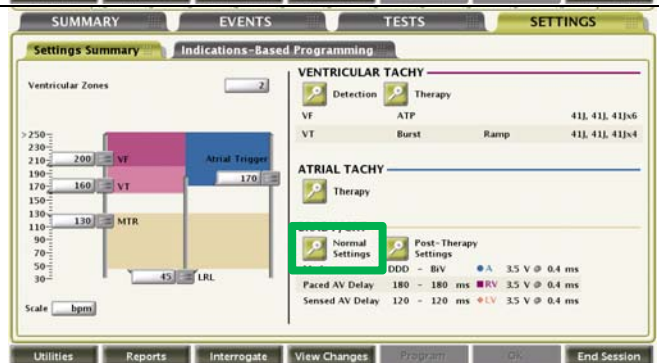 SUMMARY EVENTS TESTS SETTINGS
Settings Summary Indications-Based Programming
Ventricular Zones 2
>250
230
210
190
170
150
130
110
90
70
50
30
200 VF
160 VT
130 MTR
Atrial Trigger
170
45 LRL
Scale bpm
VENTRICULAR TACHY
Detection Therapy
VF ATP 41J, 41J, 41Jx6
VT Burst Ramp 41J, 41J, 41Jx4
ATRIAL TACHY
Therapy
Normal Settings
Post-Therapy Settings
DDD - BiV A 3.5 V @ 0.4 ms
Paced AV Delay 180 - 180 ms RV 3.5 V @ 0.4 ms
Sensed AV Delay 120 - 120 ms LV 3.5 V @ 0.4 ms
Utilities Reports Interrogate View Changes Program OK End Session